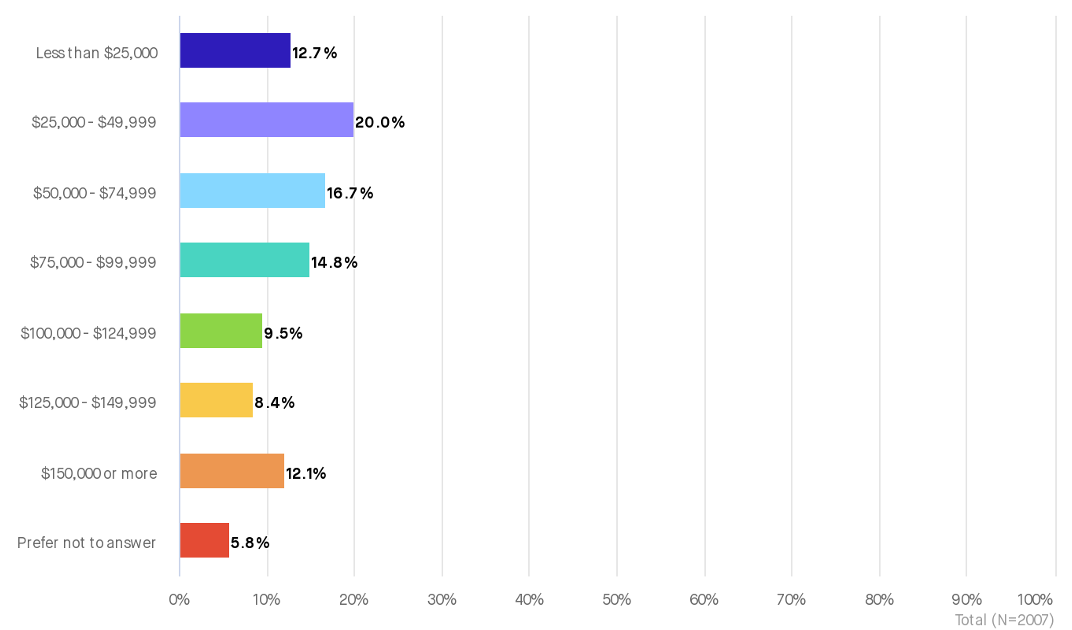 Less than $25,000 12.7%
$25,000 - $49,999 20.0%
$50,000 - $74,999 16.7%
$75,000 - $99,999 14.8%
$100,000 - $124,999 9.5%
$125,000 - $149,999 8.4%
$150,000 or more 12.1%
Prefer not to answer 5.8%
0% 10% 20% 30% 40% 50% 60% 70% 80% 90% 100%
Total (N=2007)